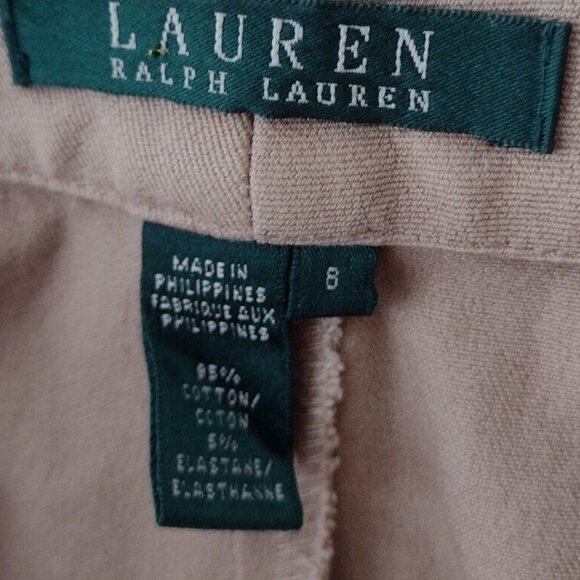 LAUREN
RALPH LAUREN
8
MADE IN
PHILIPPINES
FABRIQUE AUX
PHILIPPINES
95%
COTTON/
COTON
5%
ELASTANE/
ELASTHANNE